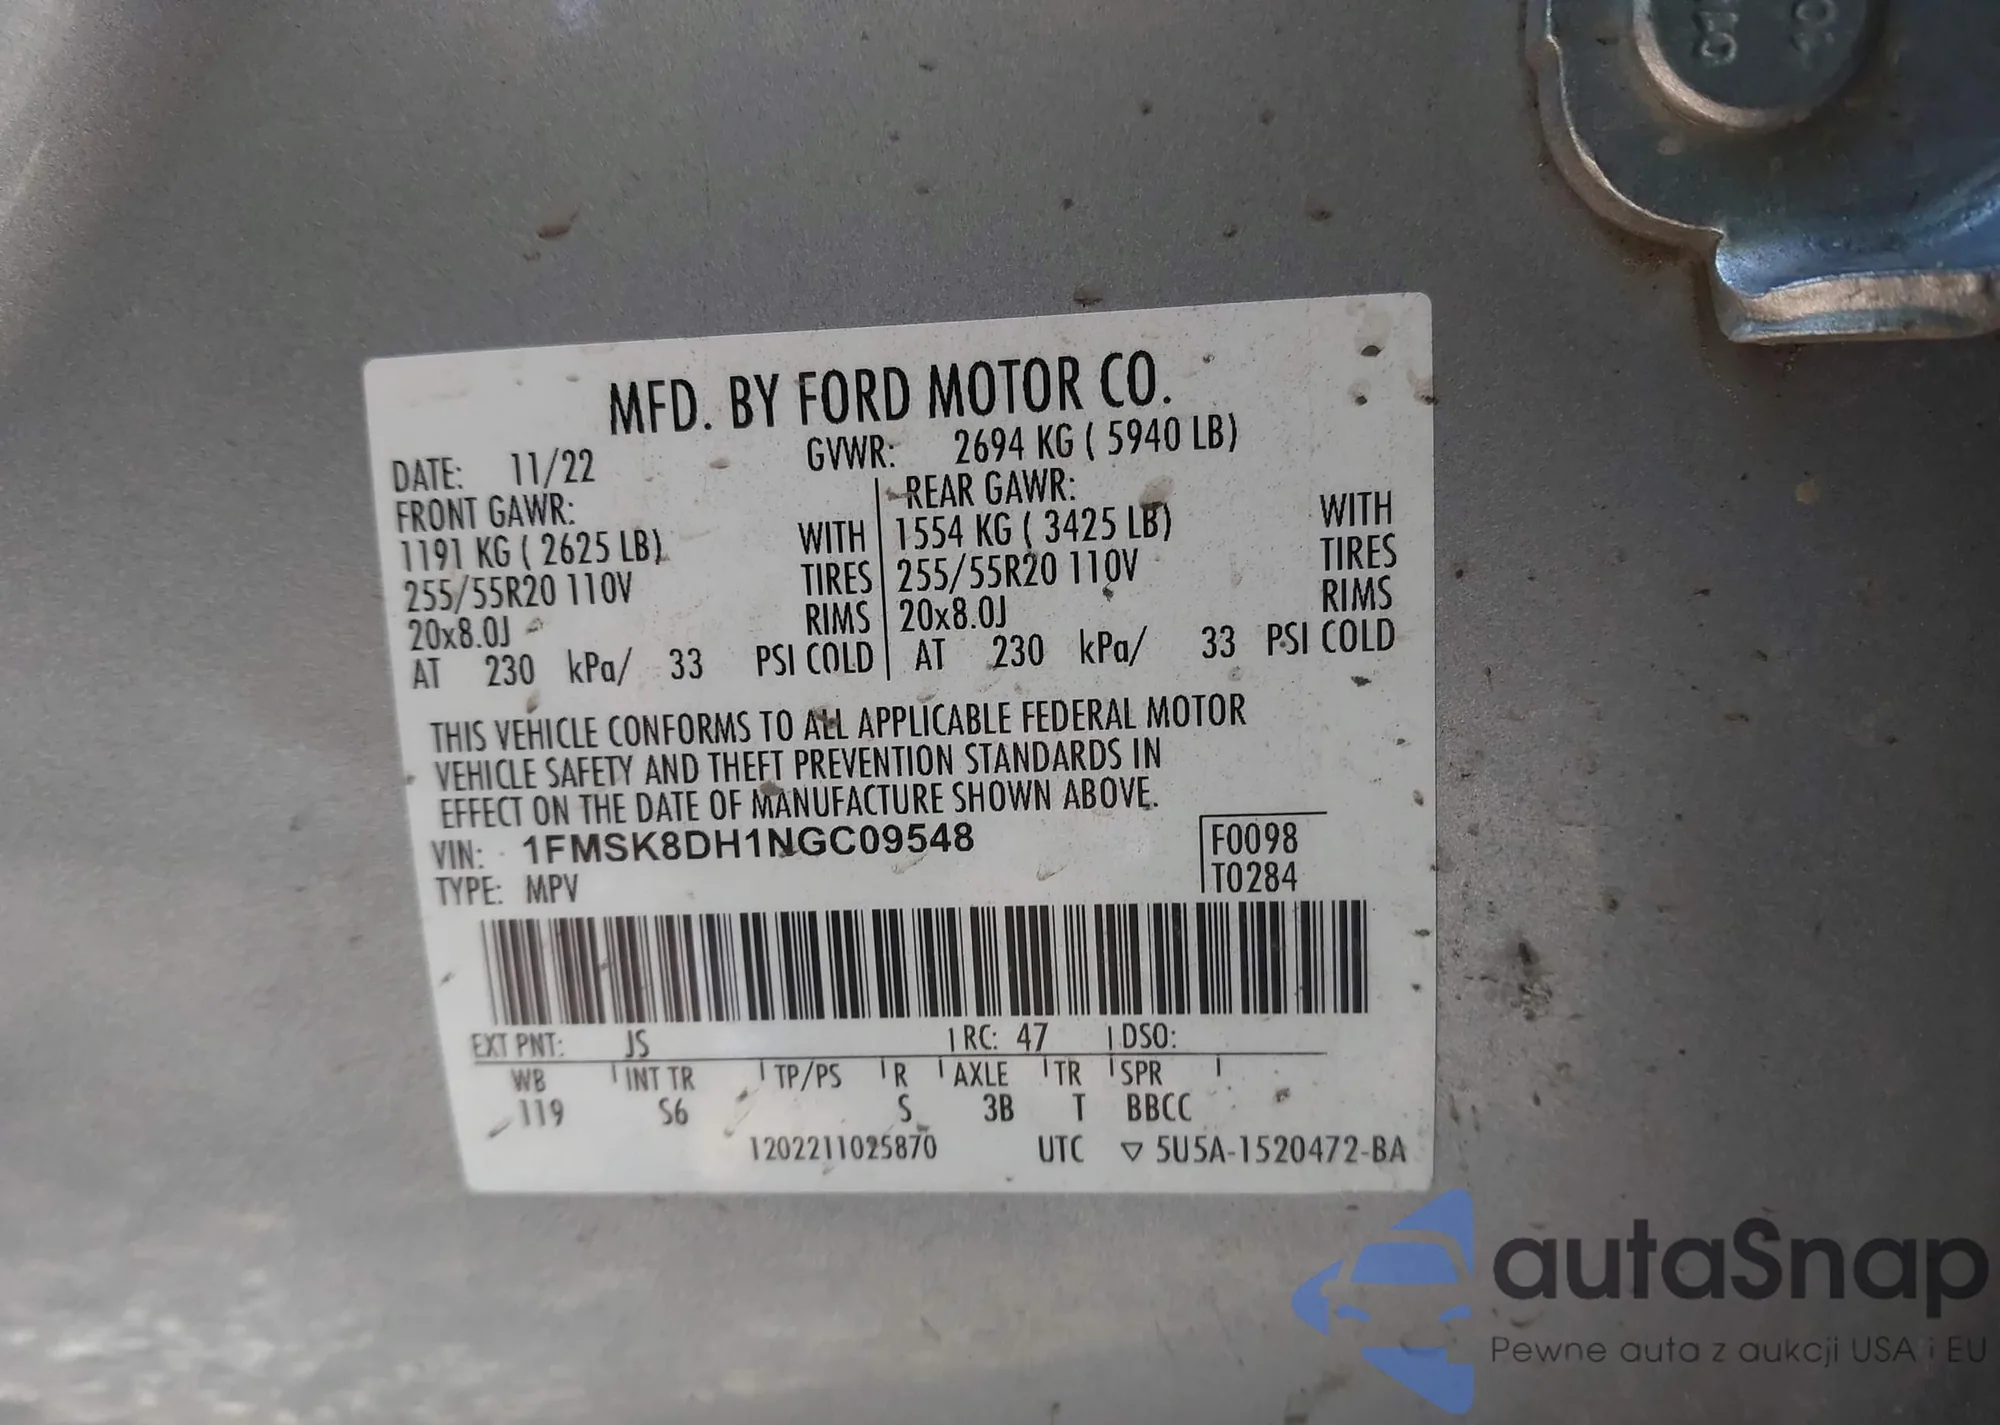 MFD. BY FORD MOTOR CO.
DATE: 11/22 GVWR: 2694 KG ( 5940 LB)
FRONT GAWR: REAR GAWR:
1191 KG ( 2625 LB) WITH 1554 KG ( 3425 LB) WITH
255/55R20 110V TIRES 255/55R20 110V TIRES
20x8.0J RIMS 20x8.0J RIMS
AT 230 kPa/ 33 PSI COLD AT 230 kPa/ 33 PSI COLD
THIS VEHICLE CONFORMS TO ALL APPLICABLE FEDERAL MOTOR
VEHICLE SAFETY AND THEFT PREVENTION STANDARDS IN
EFFECT ON THE DATE OF MANUFACTURE SHOWN ABOVE.
VIN: 1FMSK8DH1NGC09548 F0098
TYPE: MPV T0284
EXT PNT: JS RC: 47 DSO:
WB INT TR TP/PS R AXLE TR SPR
119 S6 S 3B T BBCC
1202211025870 UTC ▽ 5U5A-1520472-BA
autaSnap
Pewne auta z aukcji USA i EU